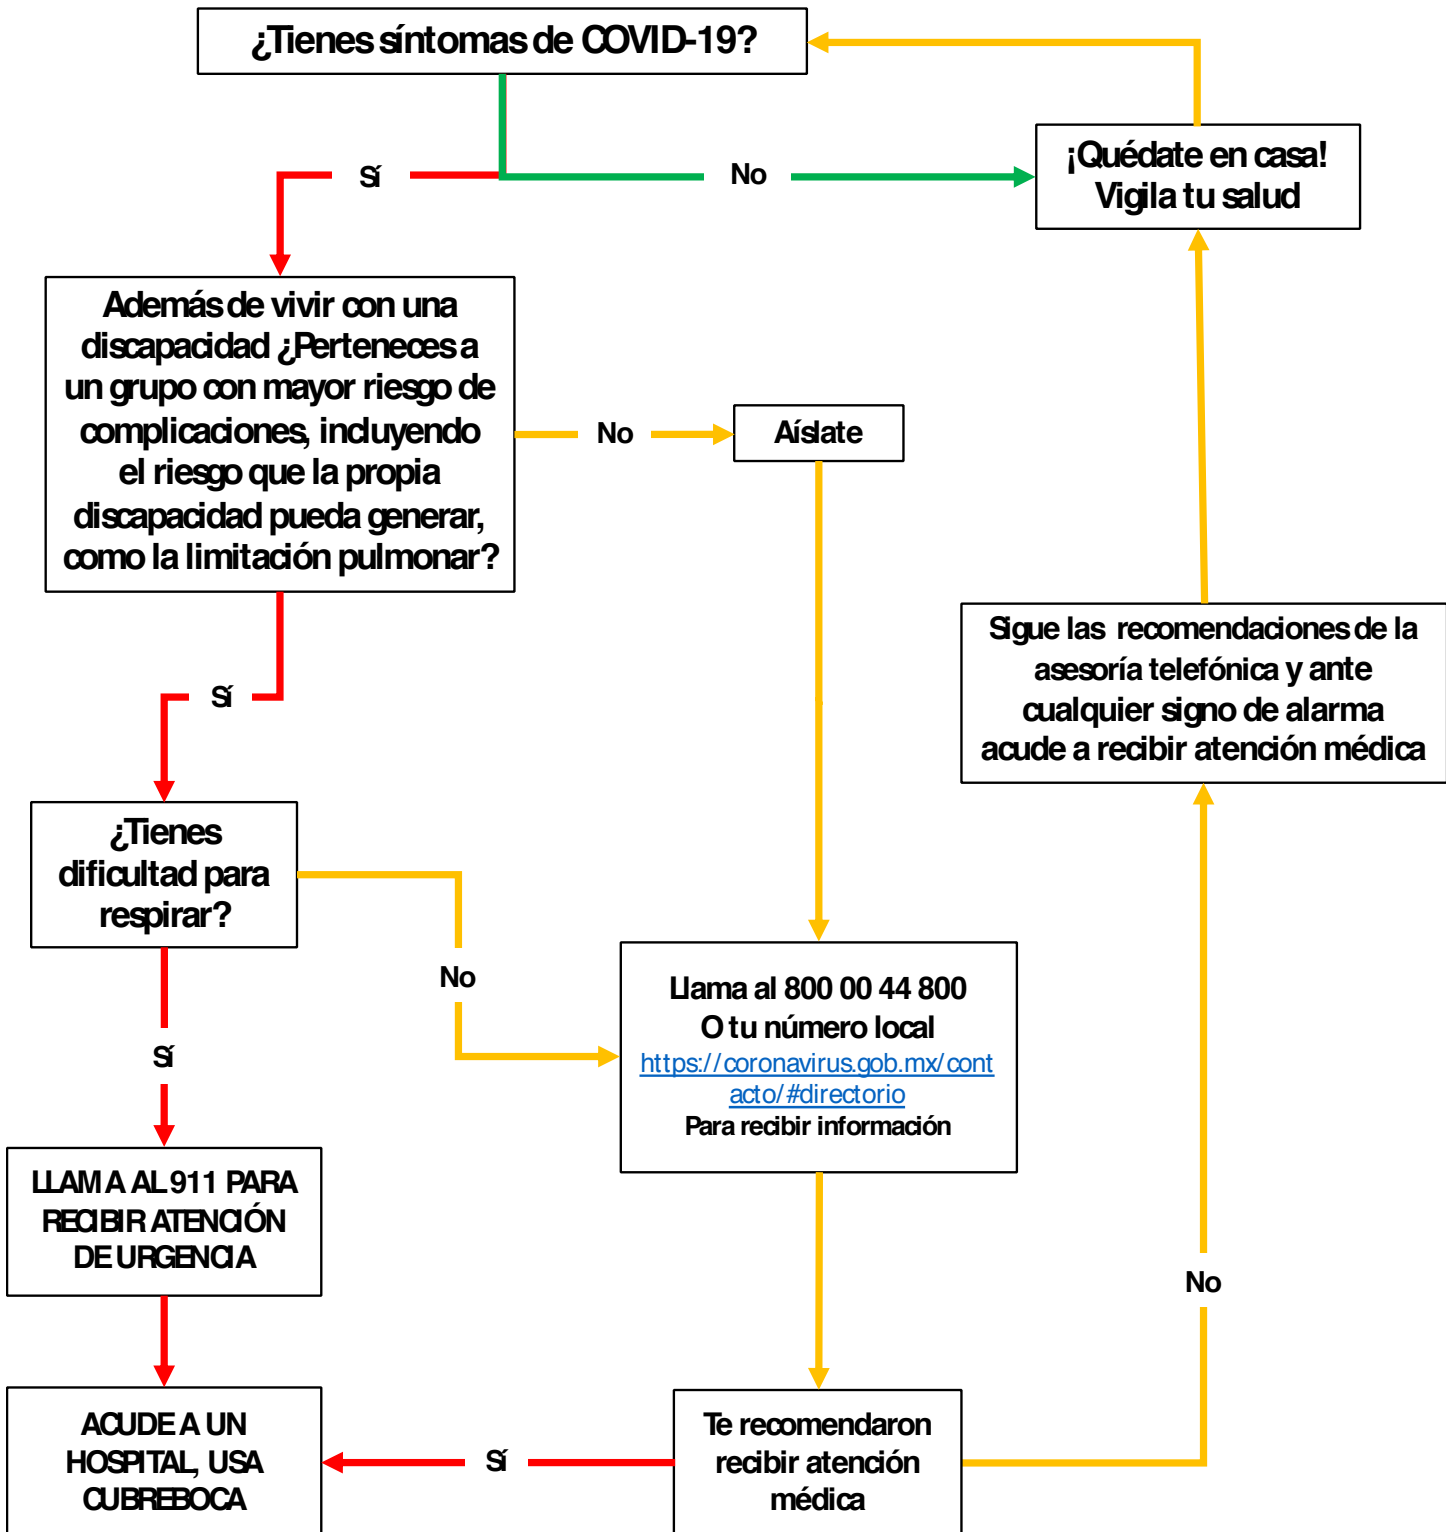 ¿Tienes síntomas de COVID-19?
¡Quédate en casa!
Vigila tu salud
Sí
No
Además de vivir con una
discapacidad ¿Perteneces a
un grupo con mayor riesgo de
complicaciones, incluyendo
el riesgo que la propia
discapacidad pueda generar,
como la limitación pulmonar?
No
Aíslate
Sigue las recomendaciones de la
asesoría telefónica y ante
cualquier signo de alarma
acude a recibir atención médica
Sí
¿Tienes
dificultad para
respirar?
No
Llama al 800 00 44 800
O tu número local
https://coronavirus.gob.mx/cont
acto/#directorio
Para recibir información
Sí
LLAMA AL 911 PARA
RECIBIR ATENCIÓN
DE URGENCIA
No
ACUDE A UN
HOSPITAL, USA
CUBREBOCA
Sí
Te recomendaron
recibir atención
médica